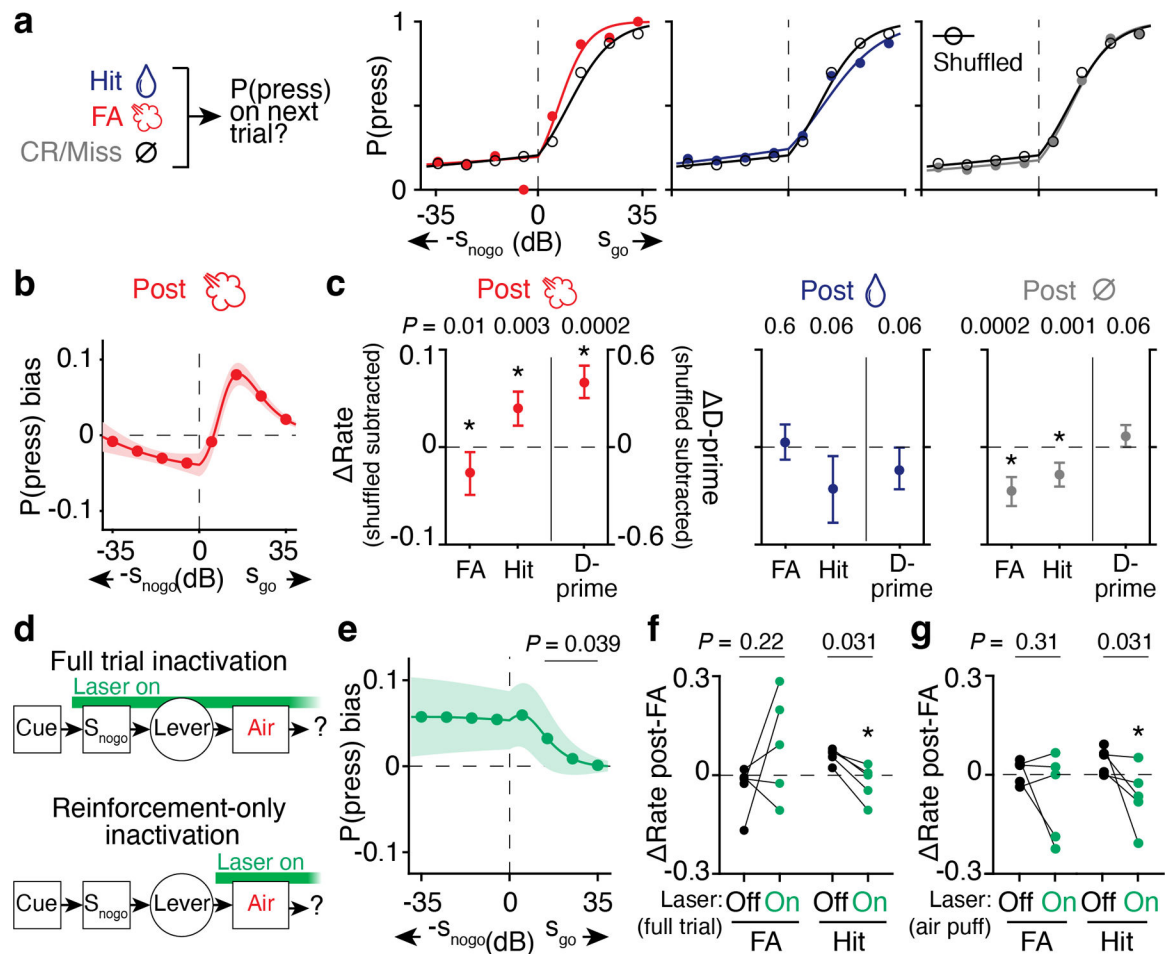 a
Hit
FA
CR/Miss Ø
P(press)
on next
trial?
P(press)
1
0
-35 0 35
-s_nogo (dB) s_go
Shuffled
b
Post
P(press) bias
0.1
0
-0.1
-35 0 35
-s_nogo (dB) s_go
c
Post
P = 0.01 0.003 0.0002
ΔRate
(shuffled subtracted)
0.1
0
-0.1
* * *
FA Hit D-
prime
0.6
0
-0.6
ΔD-prime
(shuffled subtracted)
Post
0.6 0.06 0.06
FA Hit D-
prime
Post Ø
0.0002 0.001 0.06
* *
FA Hit D-
prime
d
Full trial inactivation
Laser on
Cue S_nogo Lever Air ?
Reinforcement-only
inactivation
Laser on
Cue S_nogo Lever Air ?
e
P = 0.039
P(press) bias
0.1
0
-0.1
-35 0 35
-s_nogo (dB) s_go
f
P = 0.22 0.031
ΔRate post-FA
0.3
0
-0.3
*
Laser: Off On Off On
(full trial) FA Hit
g
P = 0.31 0.031
ΔRate post-FA
0.3
0
-0.3
*
Laser: Off On Off On
(air puff) FA Hit